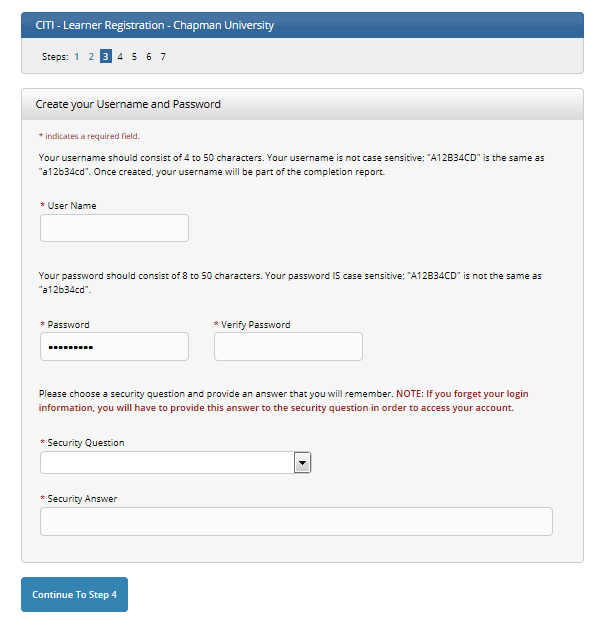 CITI - Learner Registration - Chapman University
Steps: 1 2 3 4 5 6 7
Create your Username and Password
* indicates a required field.
Your username should consist of 4 to 50 characters. Your username is not case sensitive; "A12B34CD" is the same as
"a12b34cd". Once created, your username will be part of the completion report.
* User Name
Your password should consist of 8 to 50 characters. Your password IS case sensitive; "A12B34CD" is not the same as
"a12b34cd".
* Password * Verify Password
•••••••••
Please choose a security question and provide an answer that you will remember. NOTE: If you forget your login
information, you will have to provide this answer to the security question in order to access your account.
* Security Question
* Security Answer
Continue To Step 4